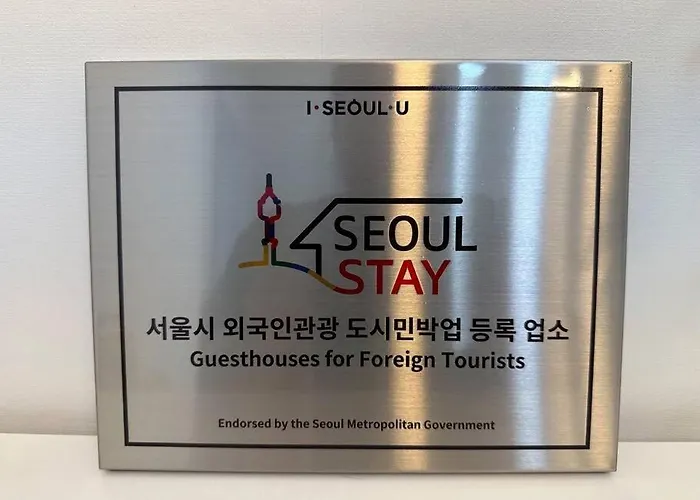 I·SEOUL·U
SEOUL
STAY
서울시 외국인관광 도시민박업 등록 업소
Guesthouses for Foreign Tourists
Endorsed by the Seoul Metropolitan Government